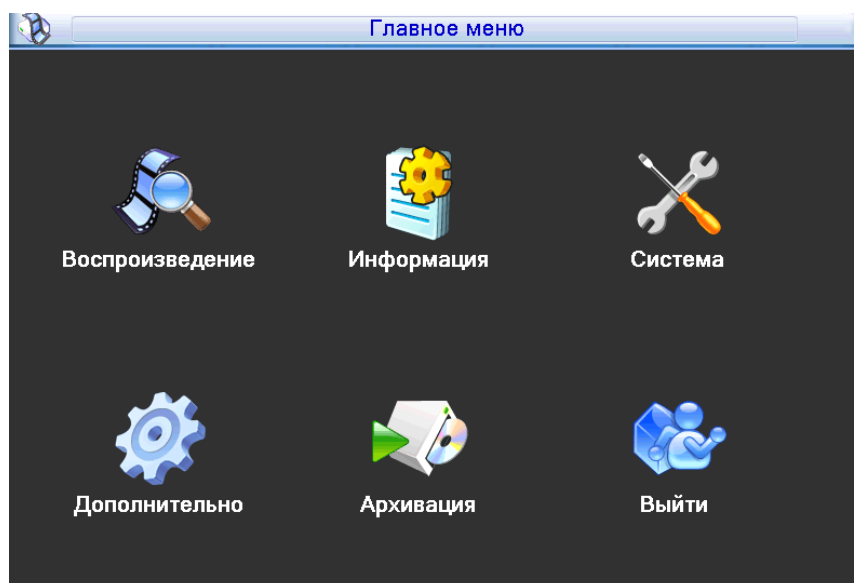 Главное меню
Воспроизведение
Информация
Система
Дополнительно
Архивация
Выйти